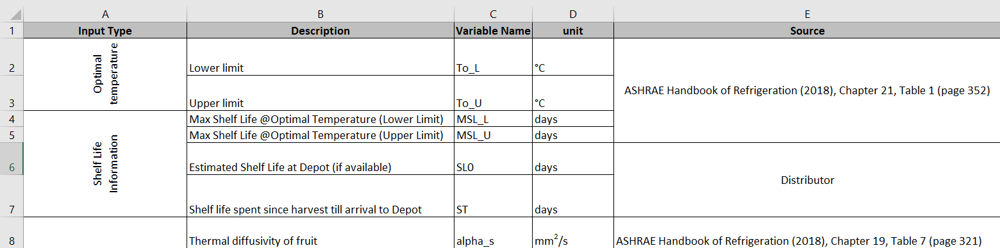 A B C D E
1 Input Type Description Variable Name unit Source
Optimal
temperature
2 Lower limit To_L °C
ASHRAE Handbook of Refrigeration (2018), Chapter 21, Table 1 (page 352)
3 Upper limit To_U °C
4 Max Shelf Life @Optimal Temperature (Lower Limit) MSL_L days
5 Max Shelf Life @Optimal Temperature (Upper Limit) MSL_U days
Shelf Life
Information
6 Estimated Shelf Life at Depot (if available) SL0 days
Distributor
7 Shelf life spent since harvest till arrival to Depot ST days
8 Thermal diffusivity of fruit alpha_s mm²/s ASHRAE Handbook of Refrigeration (2018), Chapter 19, Table 7 (page 321)